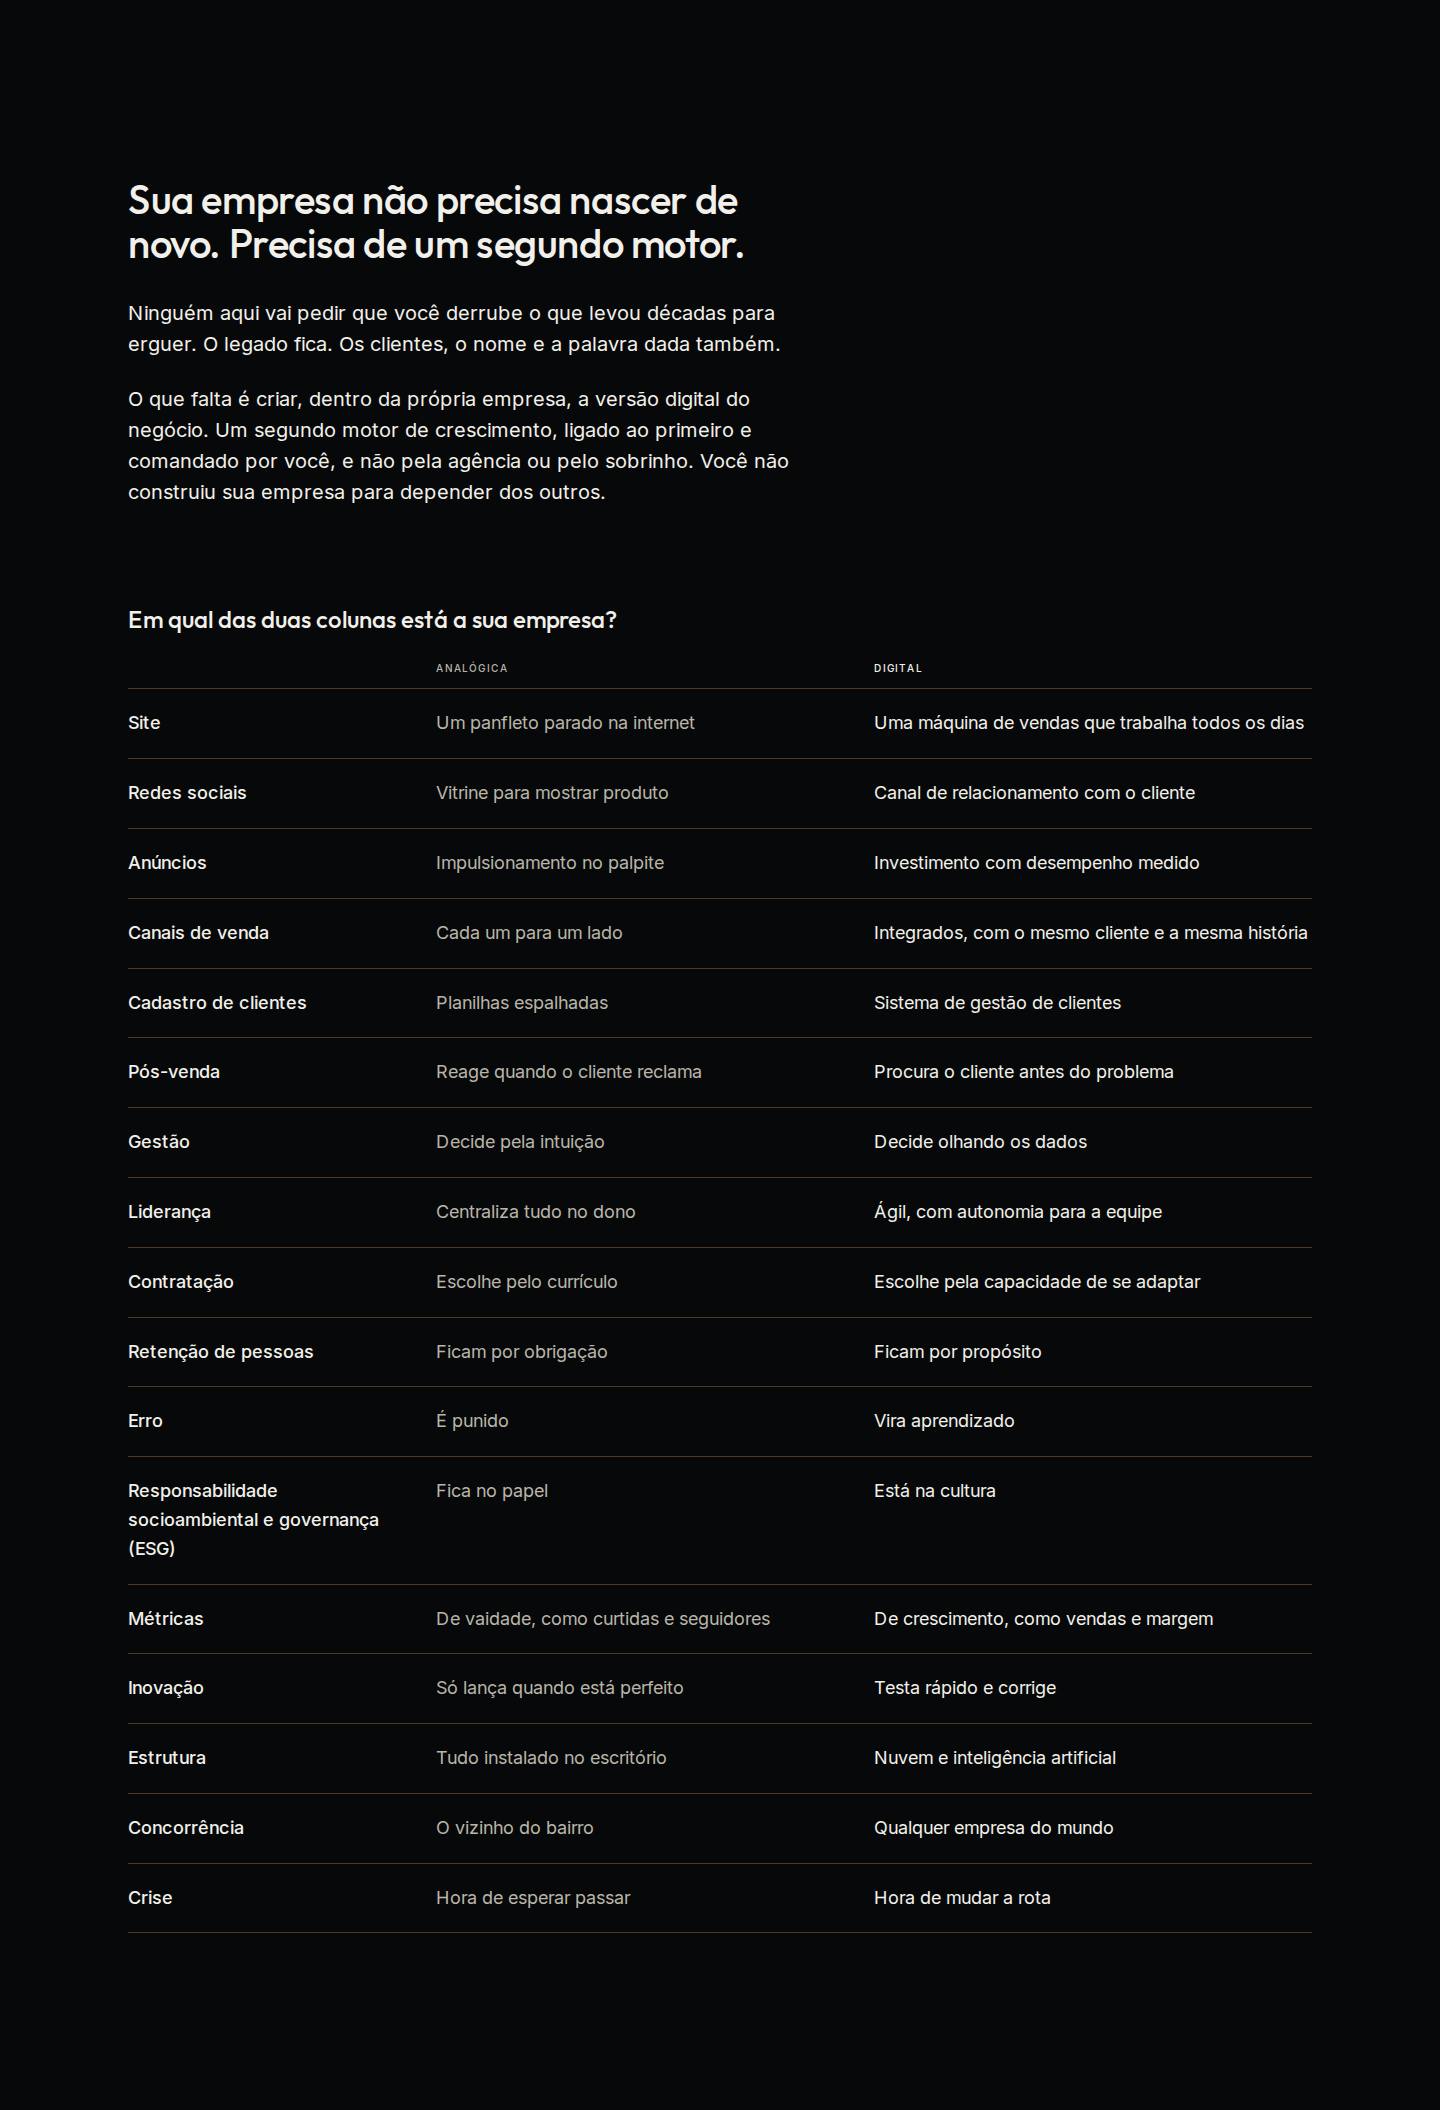 Sua empresa não precisa nascer de
novo. Precisa de um segundo motor.
Ninguém aqui vai pedir que você derrube o que levou décadas para
erguer. O legado fica. Os clientes, o nome e a palavra dada também.
O que falta é criar, dentro da própria empresa, a versão digital do
negócio. Um segundo motor de crescimento, ligado ao primeiro e
comandado por você, e não pela agência ou pelo sobrinho. Você não
construiu sua empresa para depender dos outros.
Em qual das duas colunas está a sua empresa?
ANALÓGICA DIGITAL
Site Um panfleto parado na internet Uma máquina de vendas que trabalha todos os dias
Redes sociais Vitrine para mostrar produto Canal de relacionamento com o cliente
Anúncios Impulsionamento no palpite Investimento com desempenho medido
Canais de venda Cada um para um lado Integrados, com o mesmo cliente e a mesma história
Cadastro de clientes Planilhas espalhadas Sistema de gestão de clientes
Pós-venda Reage quando o cliente reclama Procura o cliente antes do problema
Gestão Decide pela intuição Decide olhando os dados
Liderança Centraliza tudo no dono Ágil, com autonomia para a equipe
Contratação Escolhe pelo currículo Escolhe pela capacidade de se adaptar
Retenção de pessoas Ficam por obrigação Ficam por propósito
Erro É punido Vira aprendizado
Responsabilidade Fica no papel Está na cultura
socioambiental e governança
(ESG)
Métricas De vaidade, como curtidas e seguidores De crescimento, como vendas e margem
Inovação Só lança quando está perfeito Testa rápido e corrige
Estrutura Tudo instalado no escritório Nuvem e inteligência artificial
Concorrência O vizinho do bairro Qualquer empresa do mundo
Crise Hora de esperar passar Hora de mudar a rota